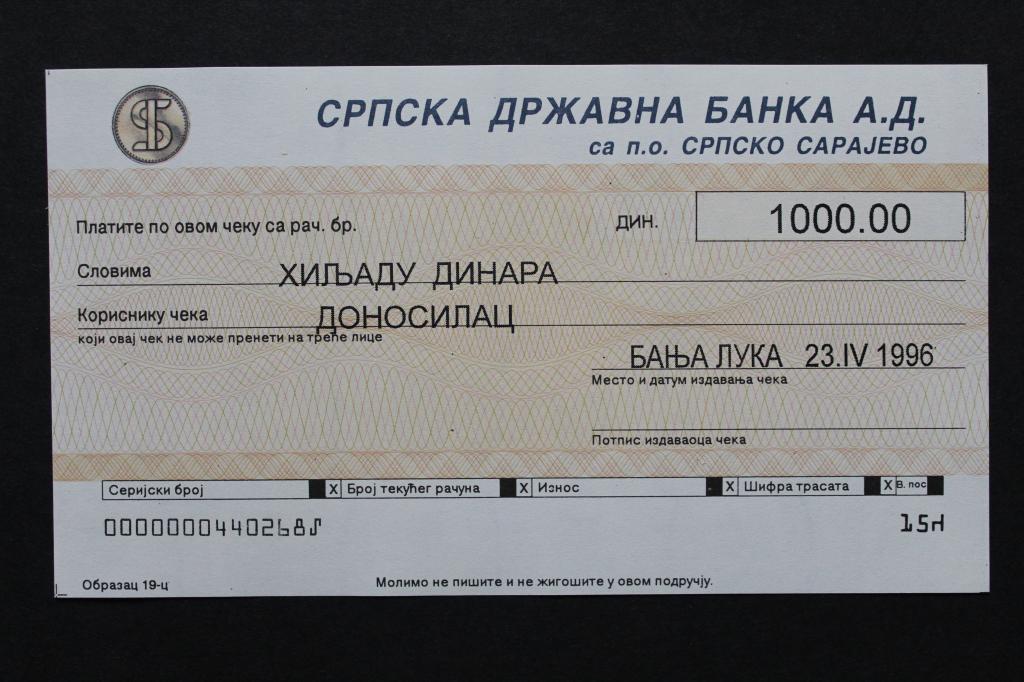 СРПСКА ДРЖАВНА БАНКА А.Д.
са п.о. СРПСКО САРАЈЕВО
Платите по овом чеку са рач. бр. ДИН. 1000.00
Словима ХИЉАДУ ДИНАРА
Кориснику чека ДОНОСИЛАЦ
који овај чек не може пренети на треће лице
БАЊА ЛУКА 23.IV 1996
Место и датум издавања чека
Потпис издаваоца чека
Серијски број X Број текућег рачуна X Износ X Шифра трасата X В. пос
0000000440268⑀ 15⑁
Образац 19-ц Молимо не пишите и не жигошите у овом подручју.